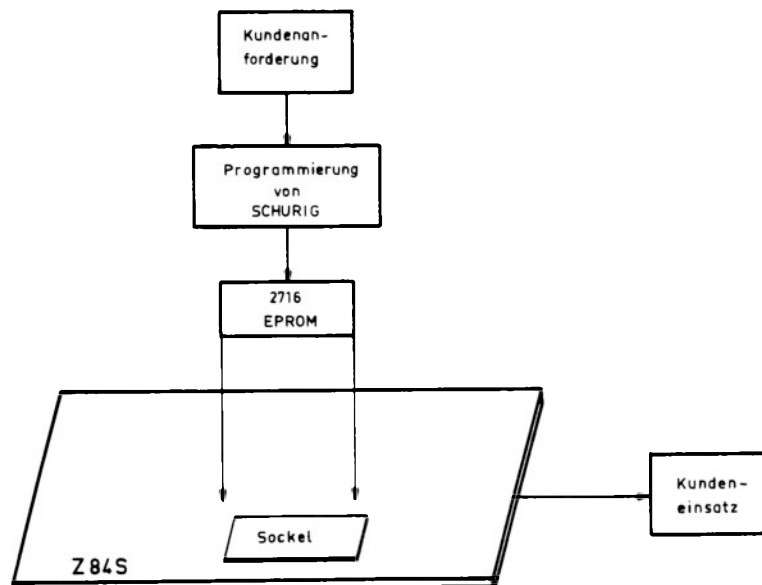 Kundenan-
forderung
Programmierung
von
SCHURIG
2716
EPROM
Sockel
Z84S
Kunden-
einsatz